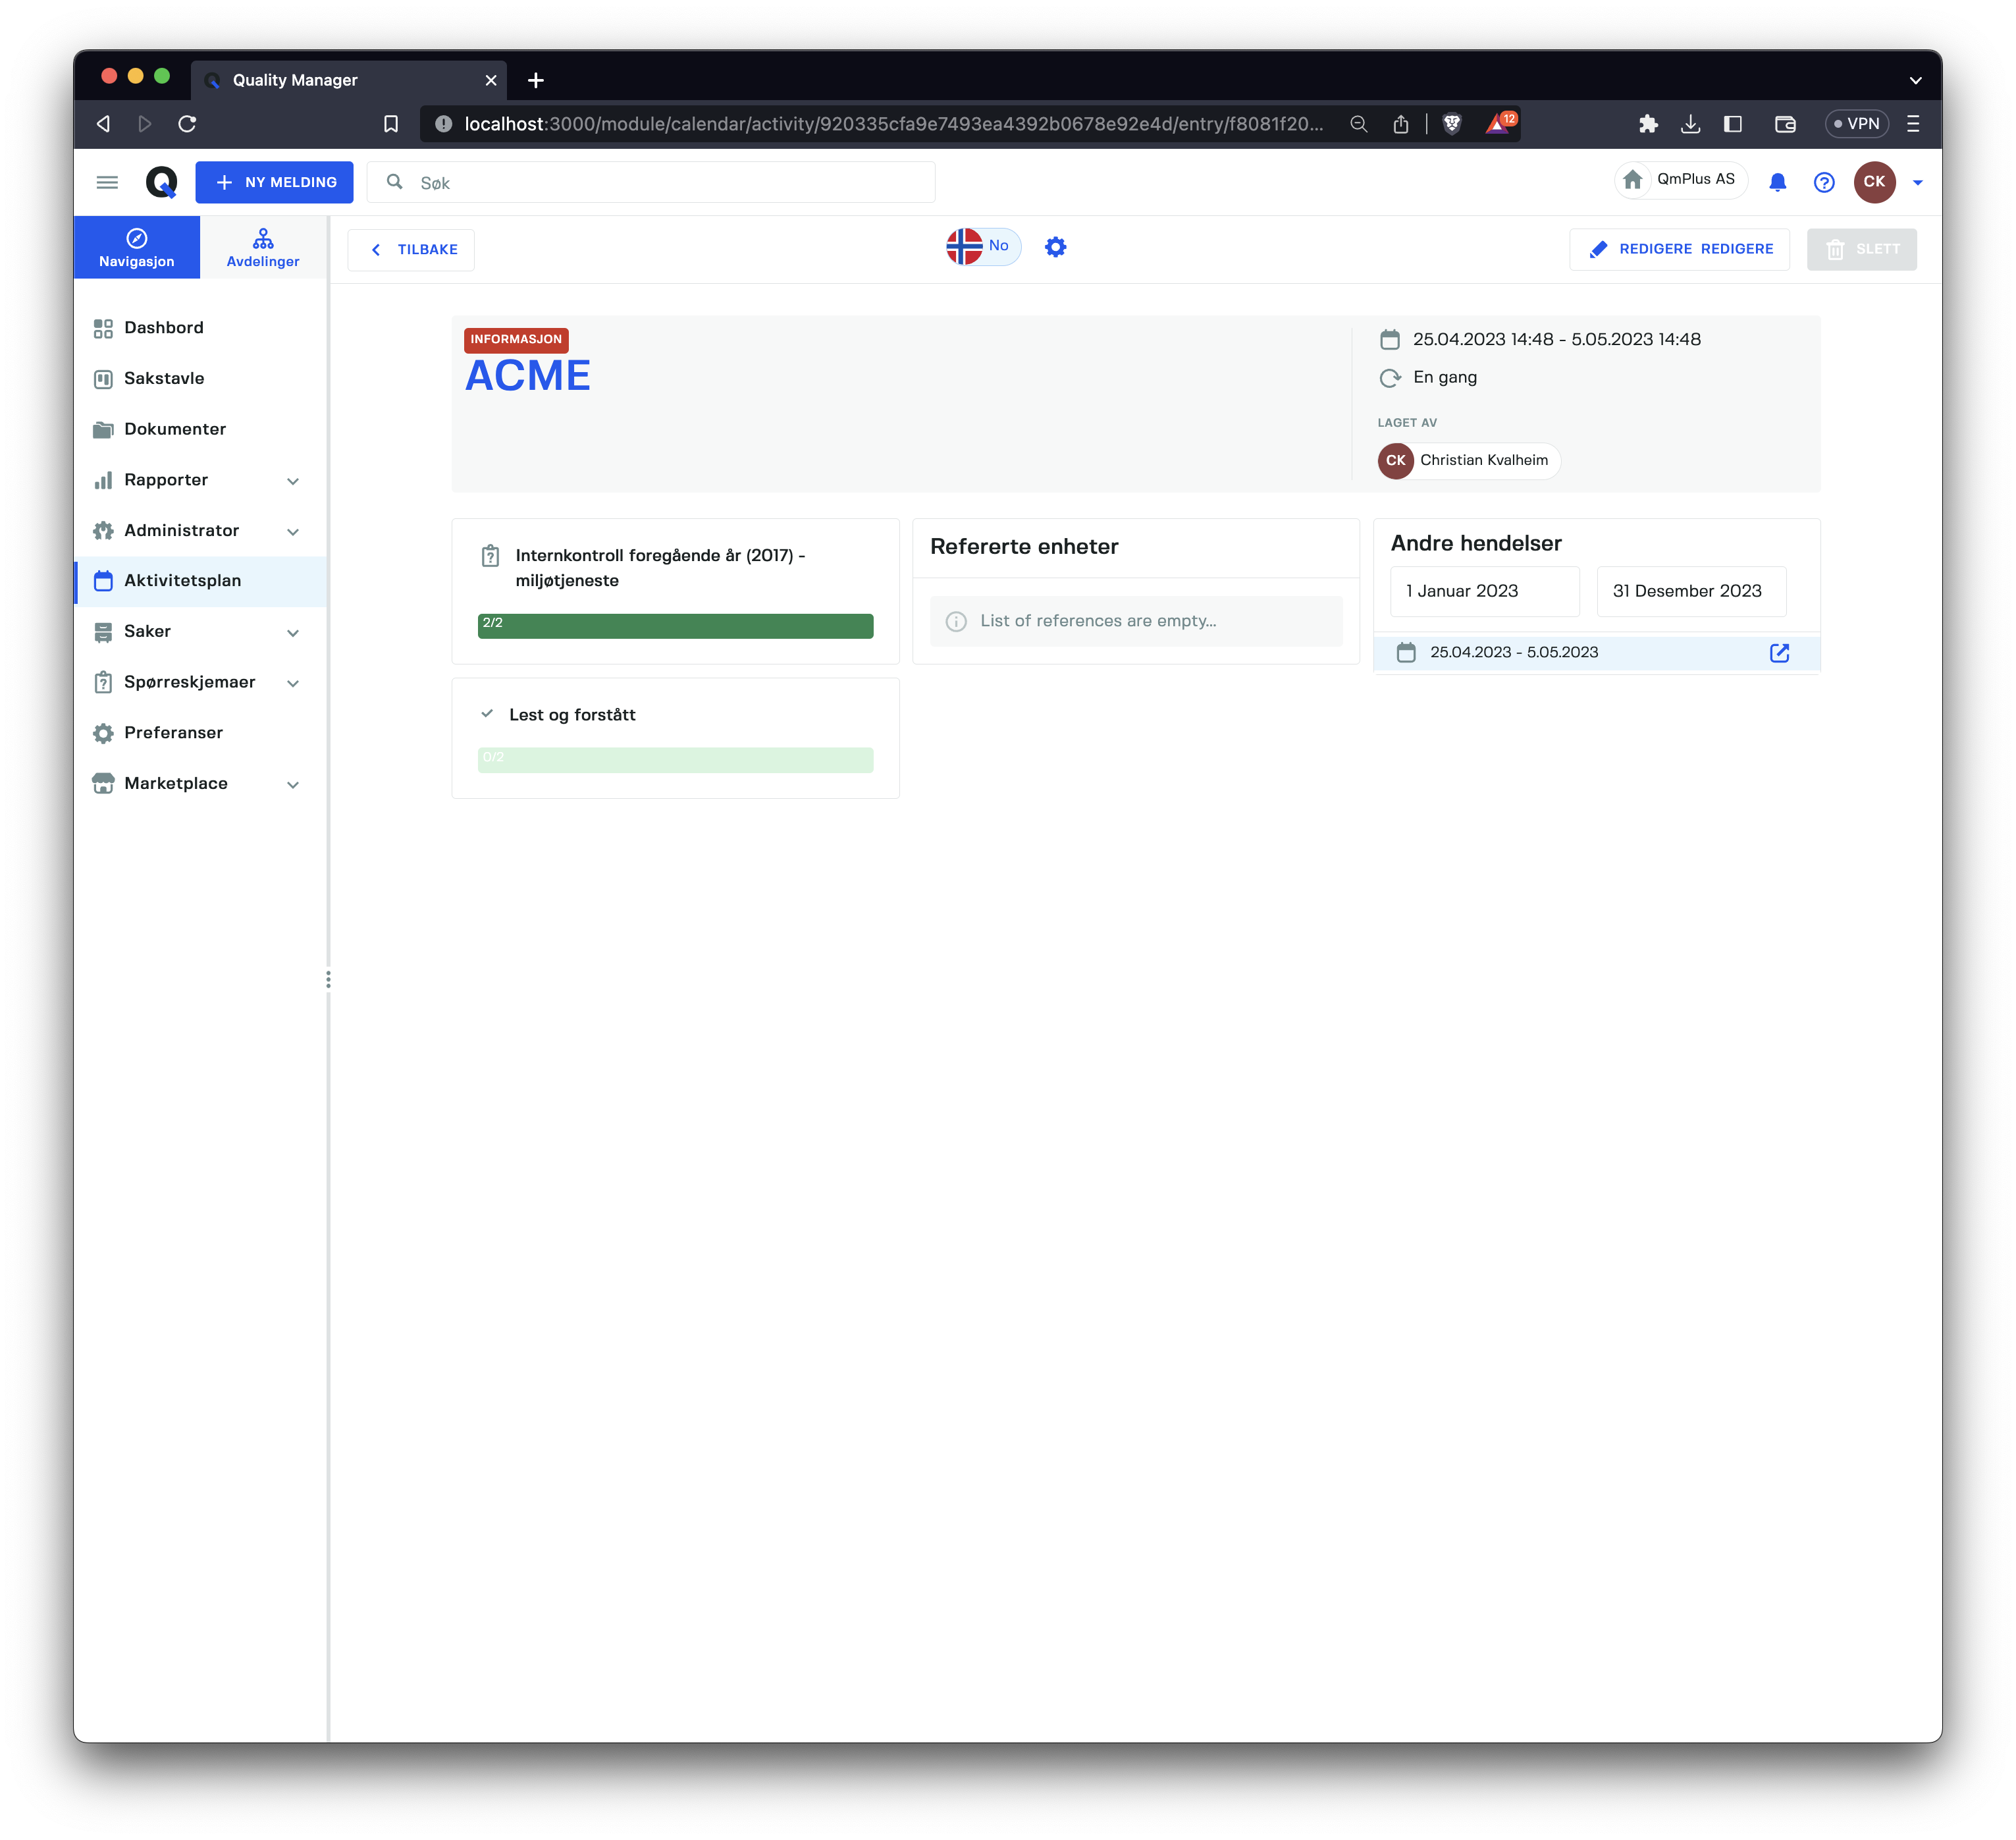 Quality Manager
localhost:3000/module/calendar/activity/920335cfa9e7493ea4392b0678e92e4d/entry/f8081f20...
12
VPN
NY MELDING
Søk
QmPlus AS
CK
Navigasjon
Avdelinger
TILBAKE
No
REDIGERE REDIGERE
SLETT
Dashbord
Sakstavle
Dokumenter
Rapporter
Administrator
Aktivitetsplan
Saker
Spørreskjemaer
Preferanser
Marketplace
INFORMASJON
ACME
25.04.2023 14:48 - 5.05.2023 14:48
En gang
LAGET AV
CK Christian Kvalheim
Internkontroll foregående år (2017) -
miljøtjeneste
2/2
Lest og forstått
0/2
Refererte enheter
List of references are empty...
Andre hendelser
1 Januar 2023
31 Desember 2023
25.04.2023 - 5.05.2023